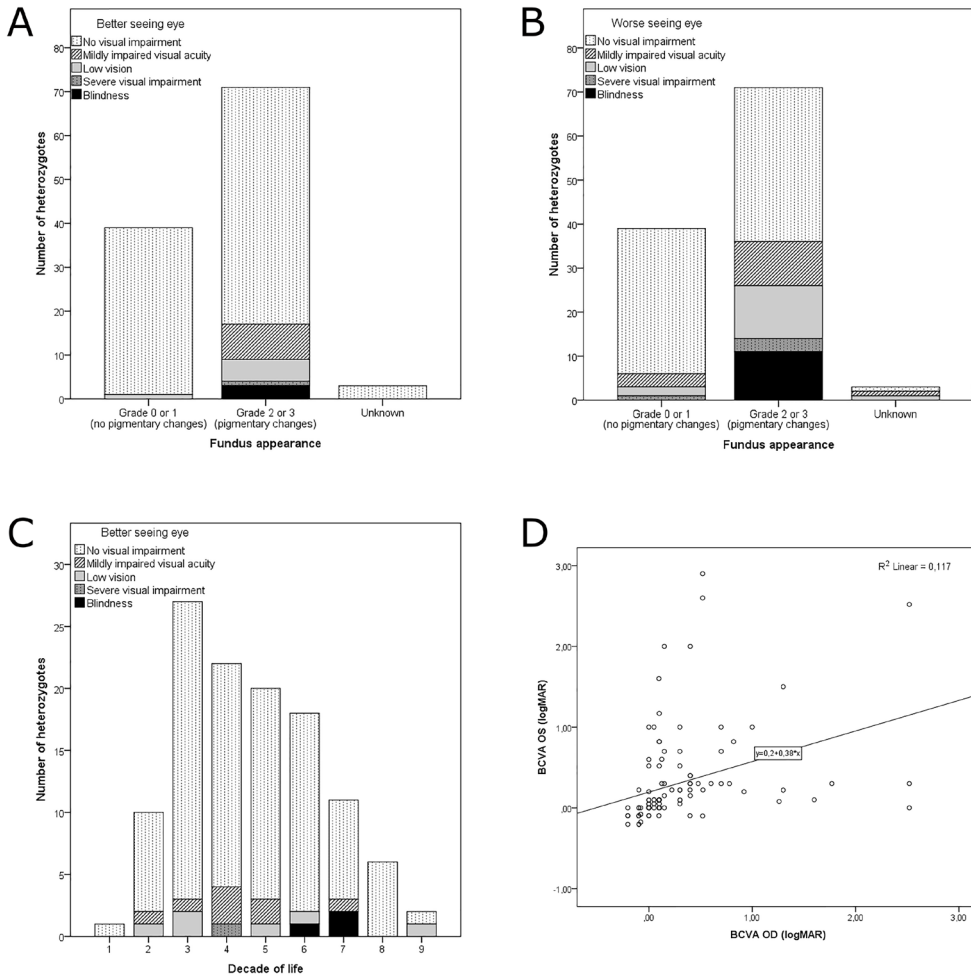 A
Better seeing eye
No visual impairment
Mildly impaired visual acuity
Low vision
Severe visual impairment
Blindness
80
70
60
50
40
30
20
10
0
Number of heterozygotes
Grade 0 or 1
(no pigmentary changes)
Grade 2 or 3
(pigmentary changes)
Unknown
Fundus appearance
B
Worse seeing eye
No visual impairment
Mildly impaired visual acuity
Low vision
Severe visual impairment
Blindness
80
70
60
50
40
30
20
10
0
Number of heterozygotes
Grade 0 or 1
(no pigmentary changes)
Grade 2 or 3
(pigmentary changes)
Unknown
Fundus appearance
C
Better seeing eye
No visual impairment
Mildly impaired visual acuity
Low vision
Severe visual impairment
Blindness
30
25
20
15
10
5
0
Number of heterozygotes
1 2 3 4 5 6 7 8 9
Decade of life
D
R2 Linear = 0,117
3,00
2,00
1,00
,00
-1,00
BCVA OS (logMAR)
y=0,2+0,38*x
,00 1,00 2,00 3,00
BCVA OD (logMAR)